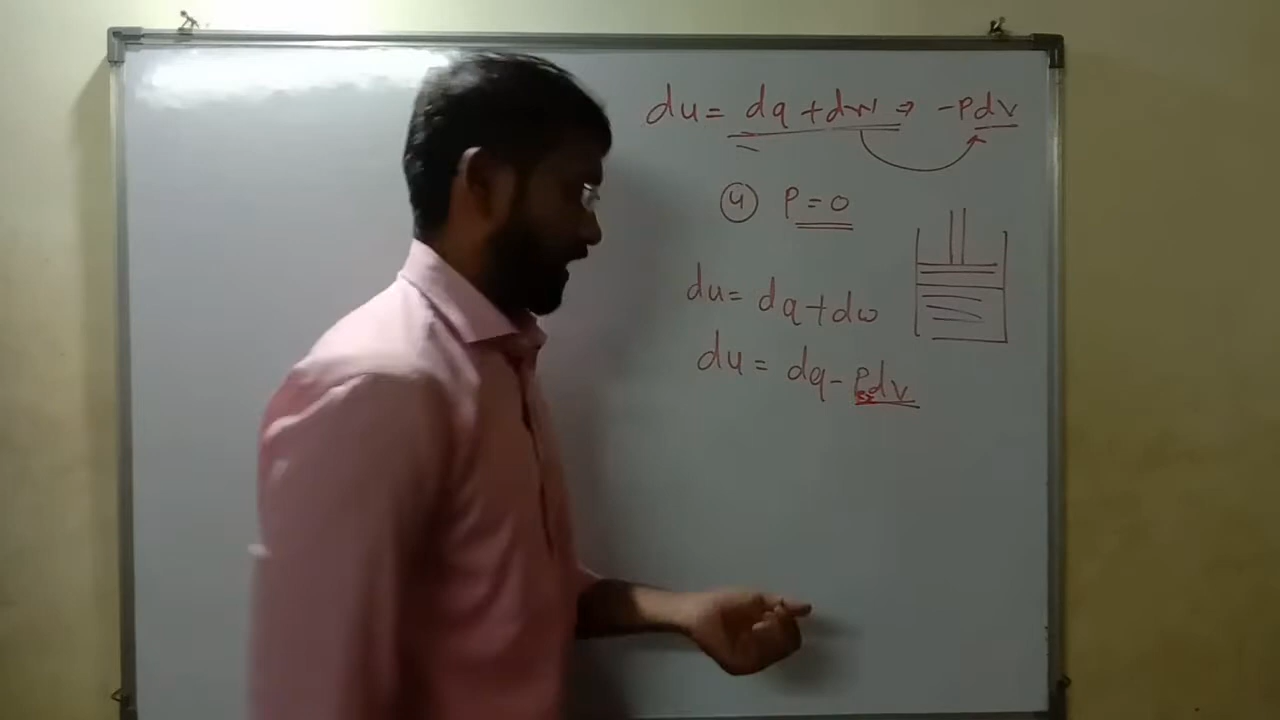 du = dq + dw ⇒ -Pdv
④ P = 0
du = dq + dw
du = dq - Pdv